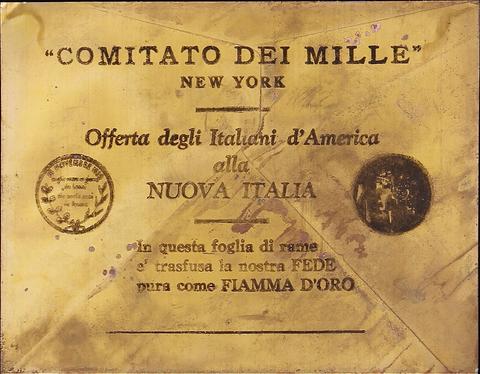 "COMITATO DEI MILLE"
NEW YORK
Offerta degli Italiani d'America
alla
NUOVA ITALIA
In questa foglia di rame
e' trasfusa la nostra FEDE
pura come FIAMMA D'ORO